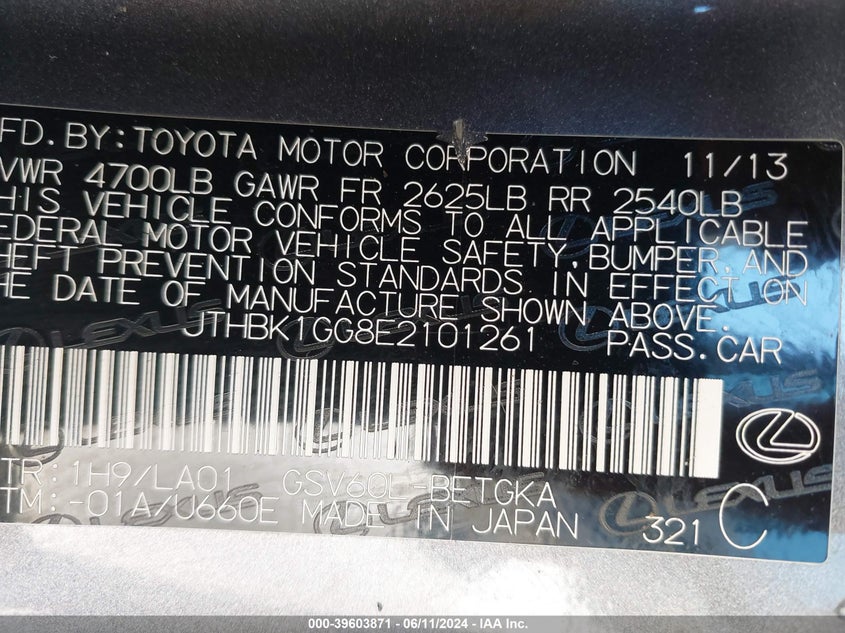 FD. BY: TOYOTA MOTOR CORPORATION 11/13
VWR 4700LB GAWR FR 2625LB RR 2540LB
HIS VEHICLE CONFORMS TO ALL APPLICABLE
EDERAL MOTOR VEHICLE SAFETY, BUMPER, AND
HEFT PREVENTION STANDARDS IN EFFECT ON
HE DATE OF MANUFACTURE SHOWN ABOVE.
JTHBK1GG8E2101261 PASS. CAR
TR: 1H9/LA01 GSV60L-BETGKA
TM: -01A/U660E MADE IN JAPAN 321 C
LEXUS
000-39603871 - 06/11/2024 - IAA Inc.